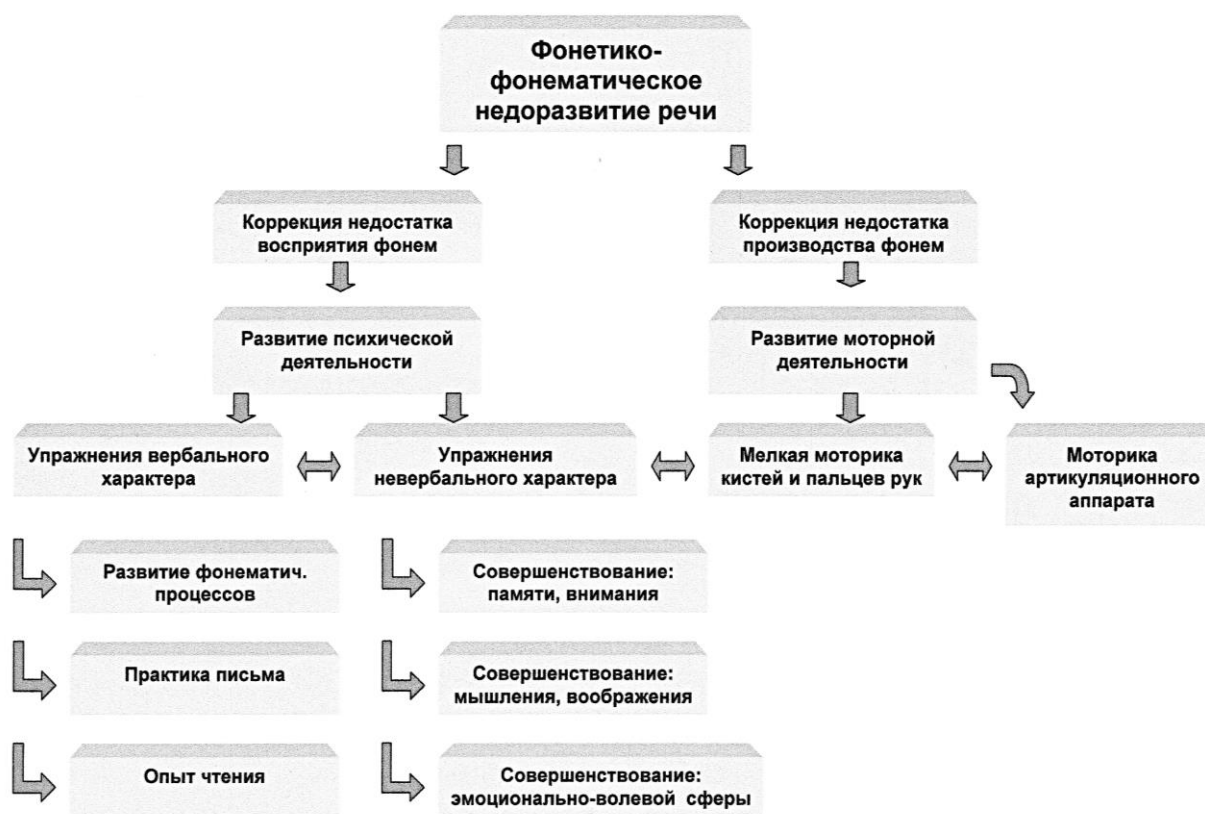 Фонетико-
фонематическое
недоразвитие речи
Коррекция недостатка
восприятия фонем
Коррекция недостатка
производства фонем
Развитие психической
деятельности
Развитие моторной
деятельности
Упражнения вербального
характера
Упражнения
невербального характера
Мелкая моторика
кистей и пальцев рук
Моторика
артикуляционного
аппарата
Развитие фонематич.
процессов
Совершенствование:
памяти, внимания
Практика письма
Совершенствование:
мышления, воображения
Опыт чтения
Совершенствование:
эмоционально-волевой сферы